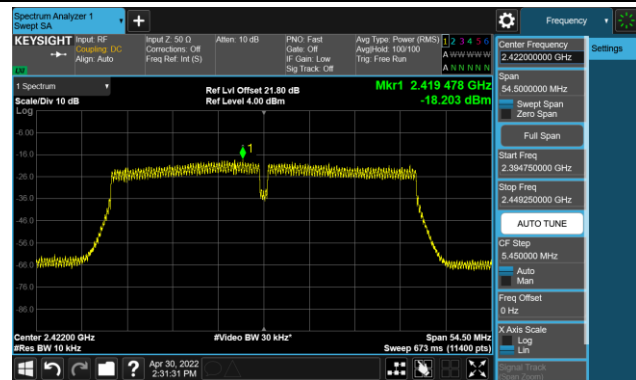 Spectrum Analyzer 1
Swept SA
Frequency
KEYSIGHT
Input: RF
Coupling: DC
Align: Auto
Input Z: 50 Ω
Corrections: Off
Freq Ref: Int (S)
Atten: 10 dB
PNO: Fast
Gate: Off
IF Gain: Low
Sig Track: Off
Avg Type: Power (RMS)
Avg|Hold: 100/100
Trig: Free Run
1 2 3 4 5 6
A W W W W W
A N N N N N
LW
1 Spectrum
Scale/Div 10 dB
Log
Ref Lvl Offset 21.80 dB
Ref Level 4.00 dBm
Mkr1 2.419 478 GHz
-18.203 dBm
1
-6.00
-16.0
-26.0
-36.0
-46.0
-56.0
-66.0
-76.0
-86.0
Center 2.42200 GHz
#Res BW 10 kHz
#Video BW 30 kHz*
Span 54.50 MHz
Sweep 673 ms (11400 pts)
Center Frequency
2.422000000 GHz
Settings
Span
54.5000000 MHz
Swept Span
Zero Span
Full Span
Start Freq
2.394750000 GHz
Stop Freq
2.449250000 GHz
AUTO TUNE
CF Step
5.450000 MHz
Auto
Man
Freq Offset
0 Hz
X Axis Scale
Log
Lin
Signal Track
(Span Zoom)
Apr 30, 2022
2:31:31 PM